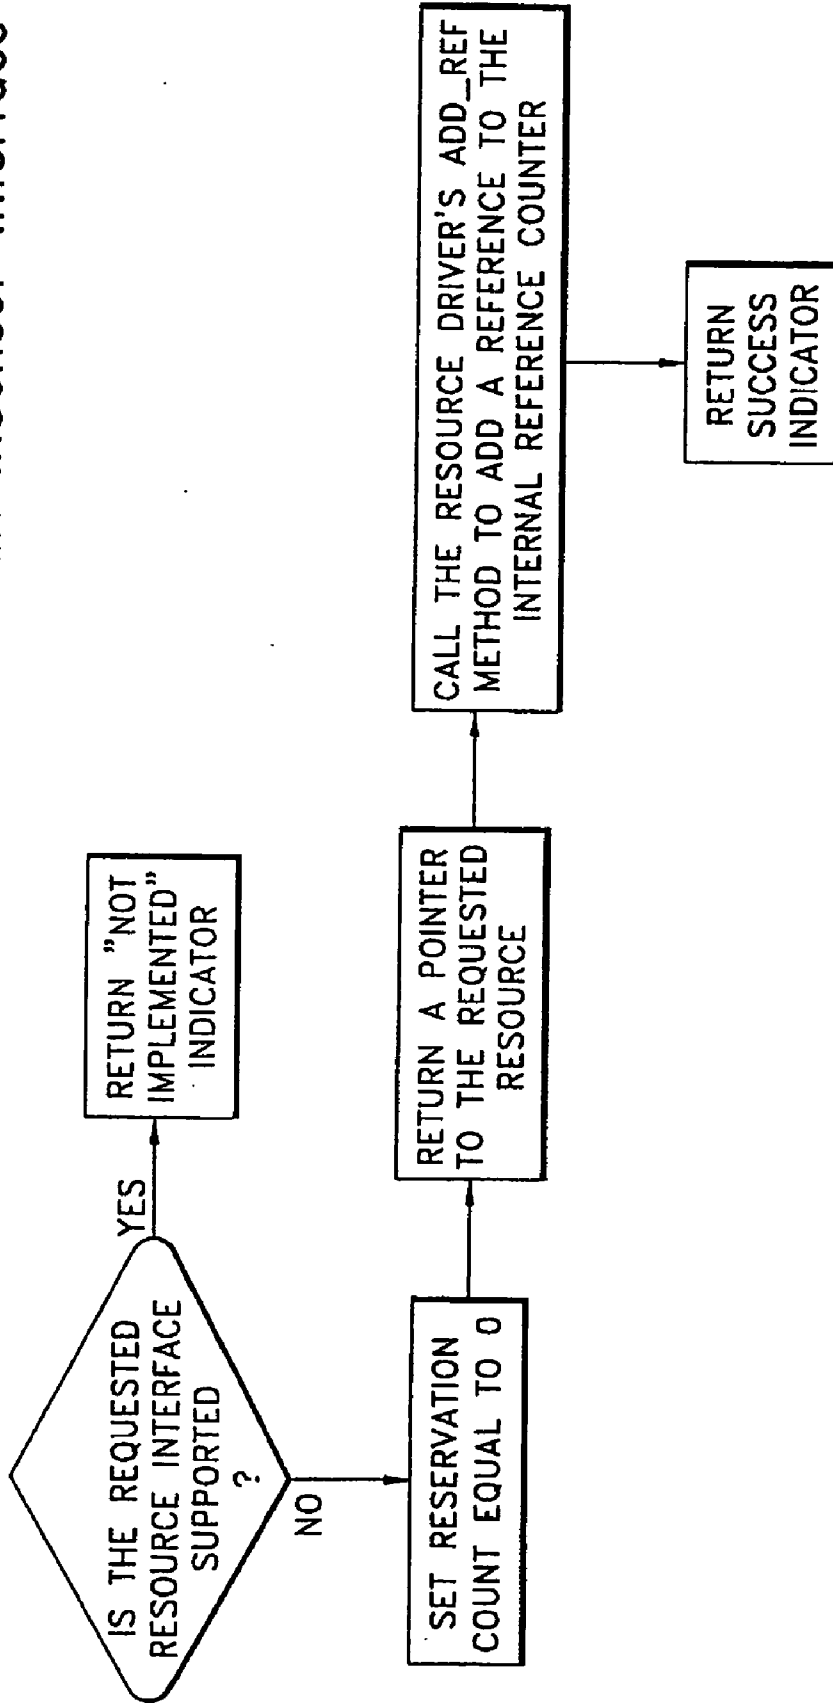 IS THE REQUESTED
RESOURCE INTERFACE
SUPPORTED
?
YES
RETURN "NOT
IMPLEMENTED"
INDICATOR
NO
SET RESERVATION
COUNT EQUAL TO 0
RETURN A POINTER
TO THE REQUESTED
RESOURCE
CALL THE RESOURCE DRIVER'S ADD_REF
METHOD TO ADD A REFERENCE TO THE
INTERNAL REFERENCE COUNTER
RETURN
SUCCESS
INDICATOR